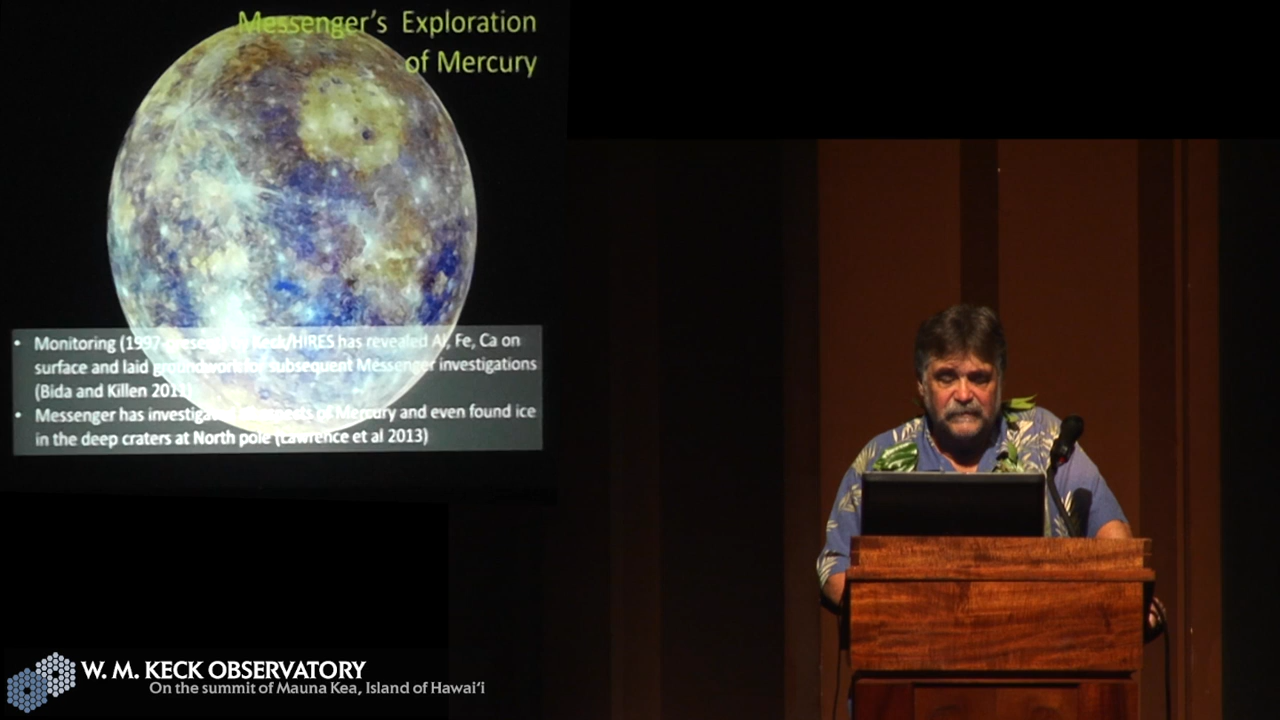 Messenger's Exploration
of Mercury
• Monitoring (1997-present) by Keck/HIRES has revealed Al, Fe, Ca on
surface and laid groundwork for subsequent Messenger investigations
(Bida and Killen 2012)
• Messenger has investigated aspects of Mercury and even found ice
in the deep craters at North pole (Lawrence et al 2013)
W. M. KECK OBSERVATORY
On the summit of Mauna Kea, Island of Hawai‘i